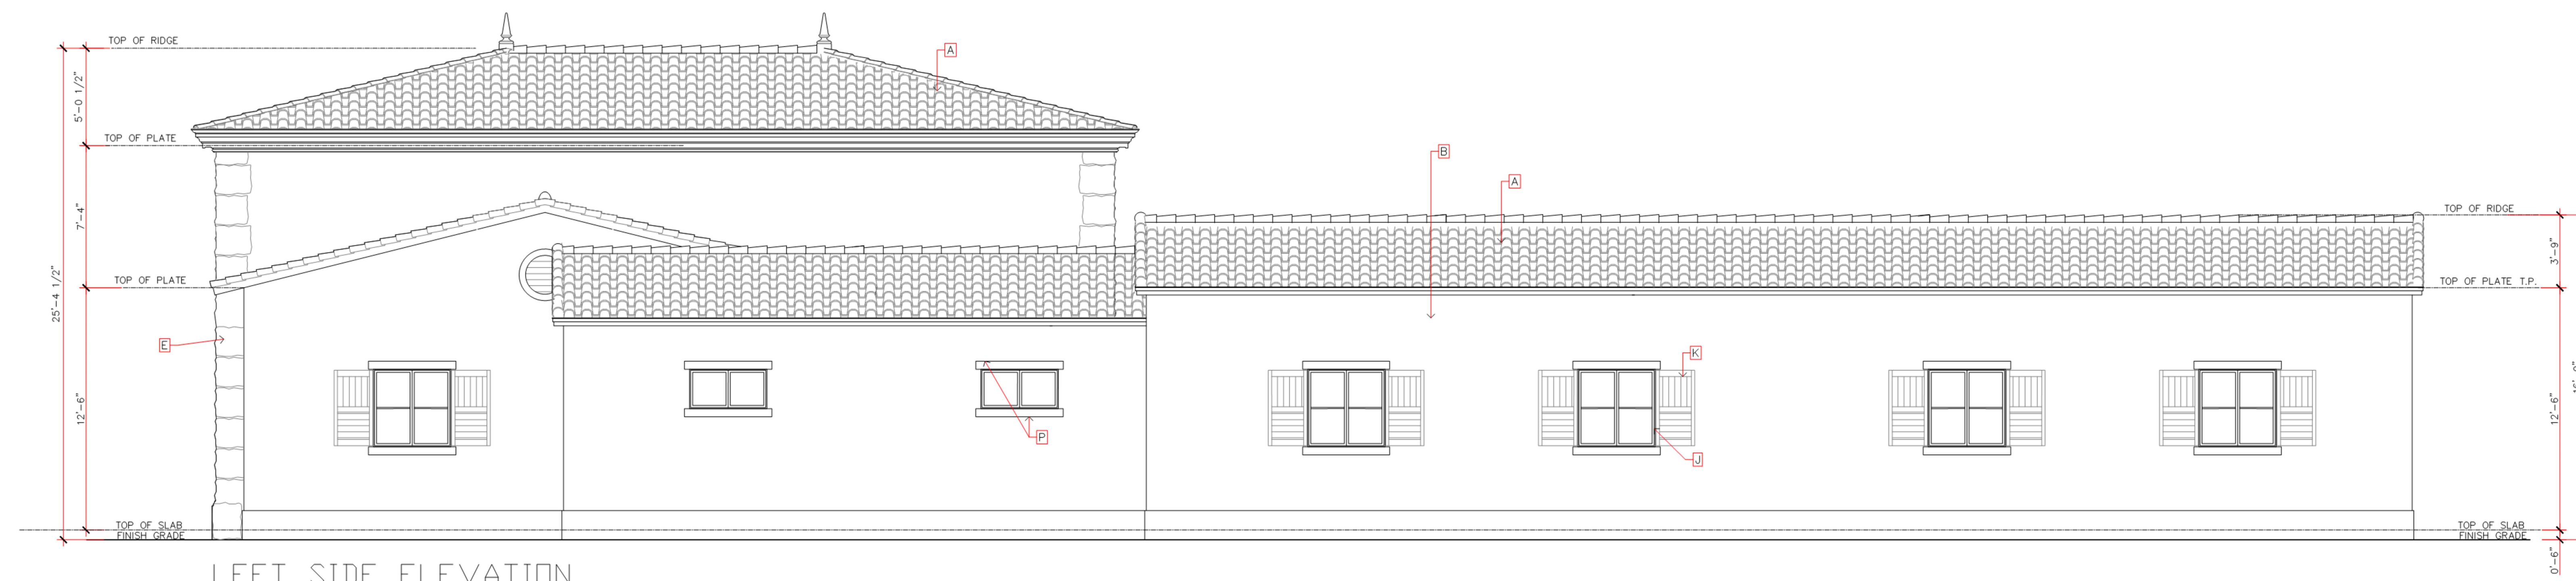 TOP OF RIDGE
A
5'-0 1/2"
TOP OF PLATE
B
A
7'-4"
TOP OF RIDGE
3'-9"
TOP OF PLATE
TOP OF PLATE T.P.
25'-4 1/2"
E
K
12'-6"
12'-6"
P
J
TOP OF SLAB
FINISH GRADE
TOP OF SLAB
FINISH GRADE
0'-6"
LEFT SIDE ELEVATION